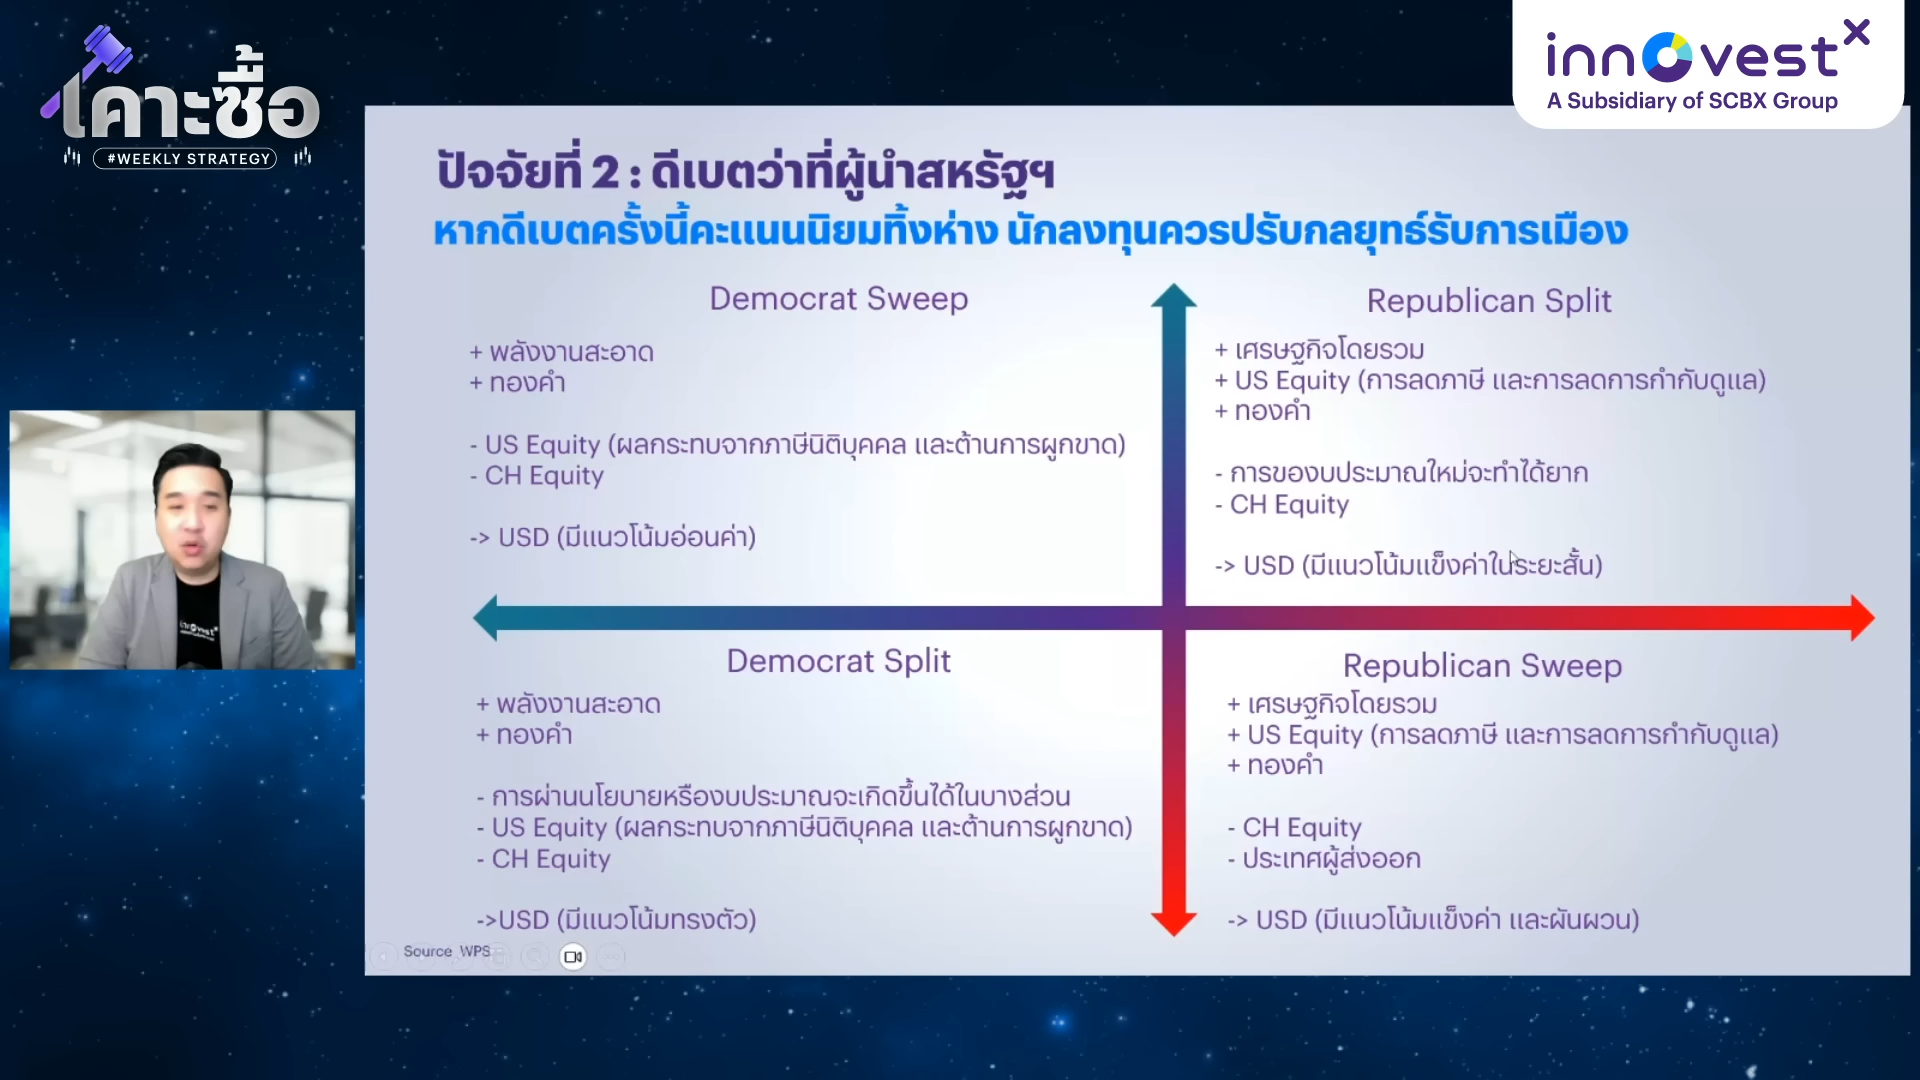 เคาะซื้อ
#WEEKLY STRATEGY
innovestx
A Subsidiary of SCBX Group
ปัจจัยที่ 2 : ดีเบตว่าที่ผู้นำสหรัฐฯ
หากดีเบตครั้งนี้คะแนนนิยมทิ้งห่าง นักลงทุนควรปรับกลยุทธ์รับการเมือง
Democrat Sweep
+ พลังงานสะอาด
+ ทองคำ
- US Equity (ผลกระทบจากภาษีนิติบุคคล และต้านการผูกขาด)
- CH Equity
-> USD (มีแนวโน้มอ่อนค่า)
Republican Split
+ เศรษฐกิจโดยรวม
+ US Equity (การลดภาษี และการลดการกำกับดูแล)
+ ทองคำ
- การของบประมาณใหม่จะทำได้ยาก
- CH Equity
-> USD (มีแนวโน้มแข็งค่าในระยะสั้น)
Democrat Split
+ พลังงานสะอาด
+ ทองคำ
- การผ่านนโยบายหรืองบประมาณจะเกิดขึ้นได้ในบางส่วน
- US Equity (ผลกระทบจากภาษีนิติบุคคล และต้านการผูกขาด)
- CH Equity
->USD (มีแนวโน้มทรงตัว)
Republican Sweep
+ เศรษฐกิจโดยรวม
+ US Equity (การลดภาษี และการลดการกำกับดูแล)
+ ทองคำ
- CH Equity
- ประเทศผู้ส่งออก
-> USD (มีแนวโน้มแข็งค่า และผันผวน)
Source WPS
innovestx